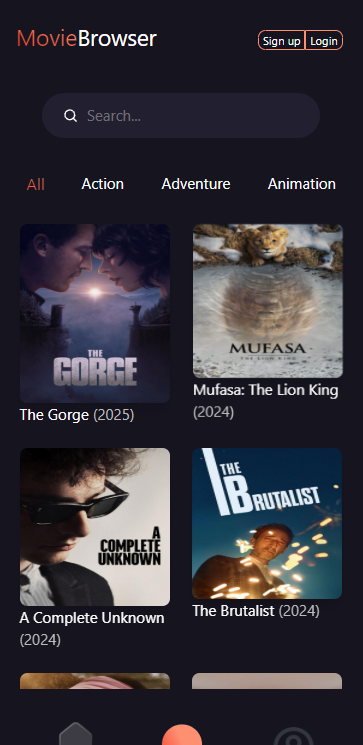 MovieBrowser
Sign up
Login
Search...
All
Action
Adventure
Animation
THE
GORGE
The Gorge (2025)
MUFASA
THE LION KING
Mufasa: The Lion King
(2024)
A
COMPLETE
UNKNOWN
A Complete Unknown
(2024)
THE
BRUTALIST
The Brutalist (2024)